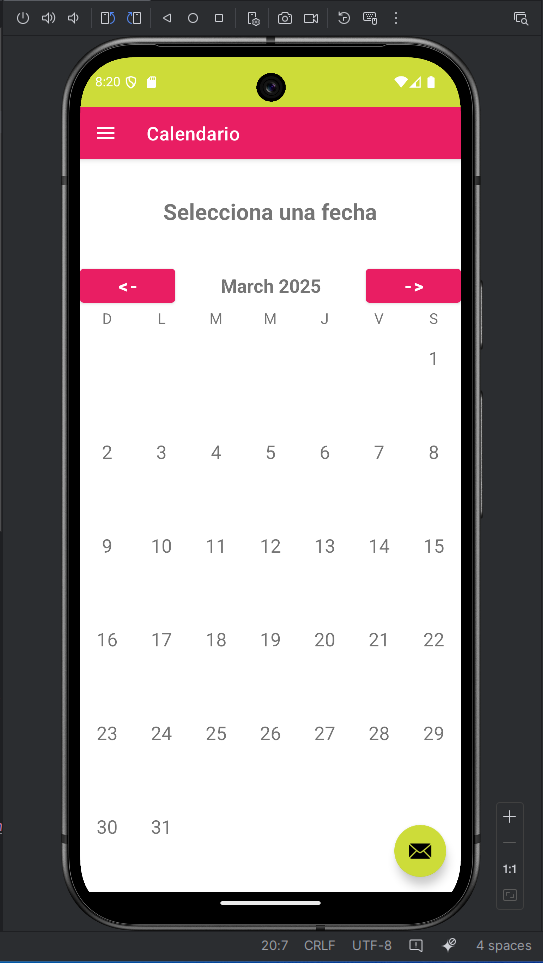 8:20
Calendario
Selecciona una fecha
<- March 2025 ->
D L M M J V S
1
2 3 4 5 6 7 8
9 10 11 12 13 14 15
16 17 18 19 20 21 22
23 24 25 26 27 28 29
30 31
1:1
20:7 CRLF UTF-8 4 spaces